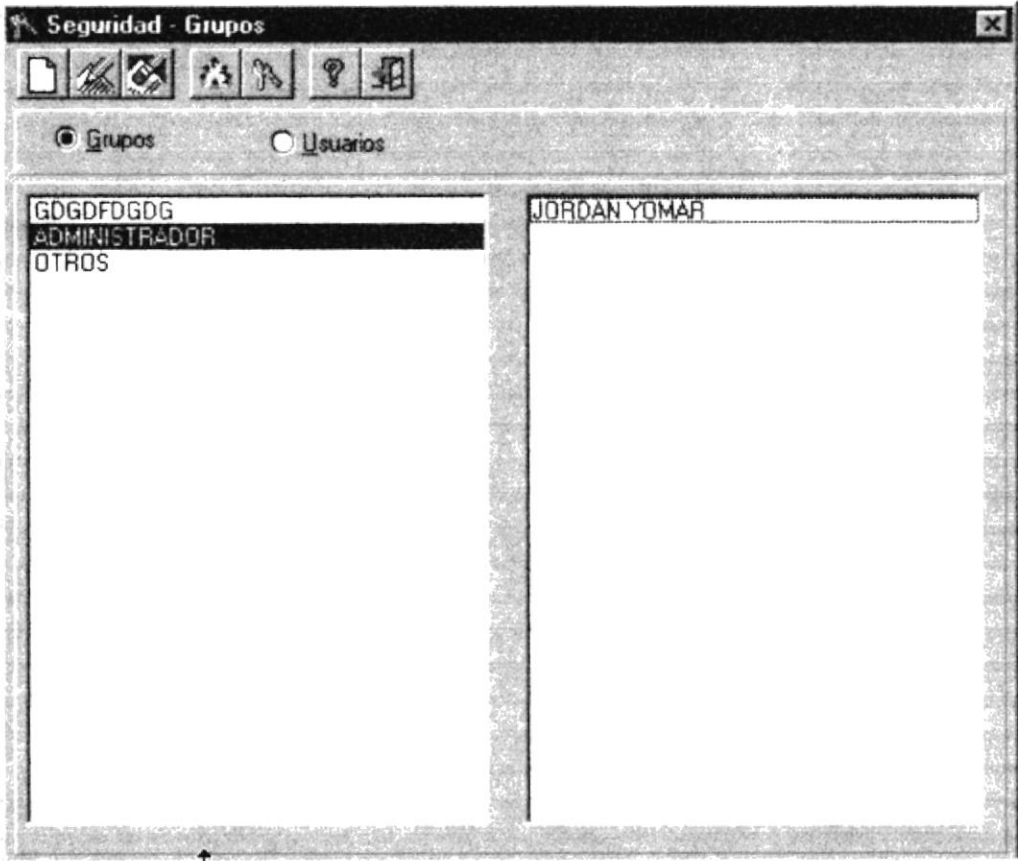 Seguridad - Grupos
Grupos
Usuarios
GDGDFDGDG
ADMINISTRADOR
OTROS
JORDAN YOMAR